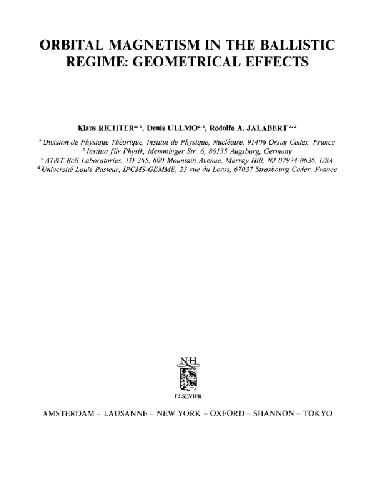 ORBITAL MAGNETISM IN THE BALLISTIC
REGIME: GEOMETRICAL EFFECTS
Klaus RICHTER, Denis ULLMO, Rodolfo A. JALABERT
Division de Physique Théorique, Institut de Physique, Nucléaire, 91406 Orsay Cedex, France
Institut für Physik, Memminger Str. 6, 86135 Augsburg, Germany
AT&T Bell Laboratories, 1D-265, 600 Mountain Avenue, Murray Hill, NJ 07974-0636, USA
Université Louis Pasteur, IPCMS-GEMME, 23 rue du Loess, 67037 Strasbourg Cedex, France
NH
ELSEVIER
AMSTERDAM – LAUSANNE – NEW YORK – OXFORD – SHANNON – TOKYO